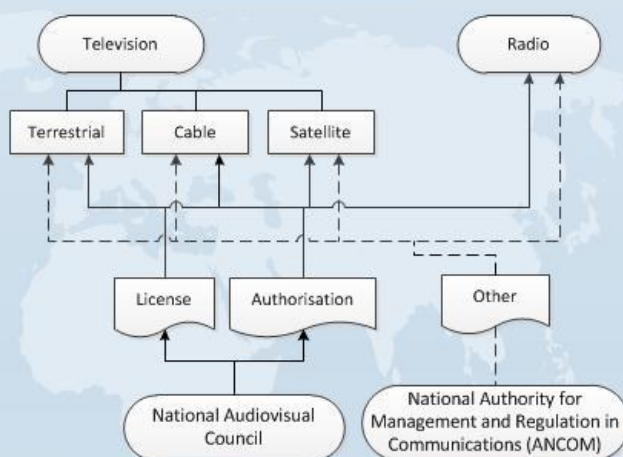 Television
Radio
Terrestrial
Cable
Satellite
License
Authorisation
Other
National Audiovisual
Council
National Authority for
Management and Regulation in
Communications (ANCOM)